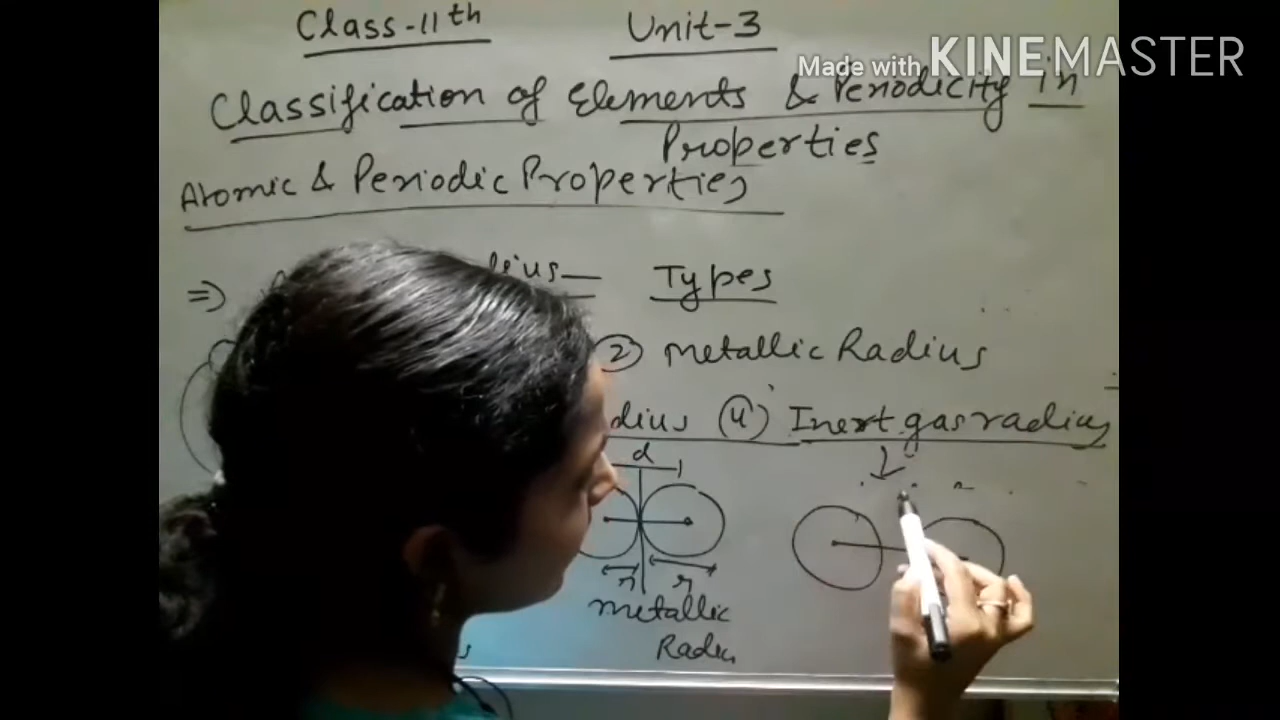 Class-11th Unit-3
Made with KINEMASTER
Classification of Elements & Periodicity in
Properties
Atomic & Periodic Properties
⇒ Types
② Metallic Radius
④ Inert gas radius
d
r r
Metallic